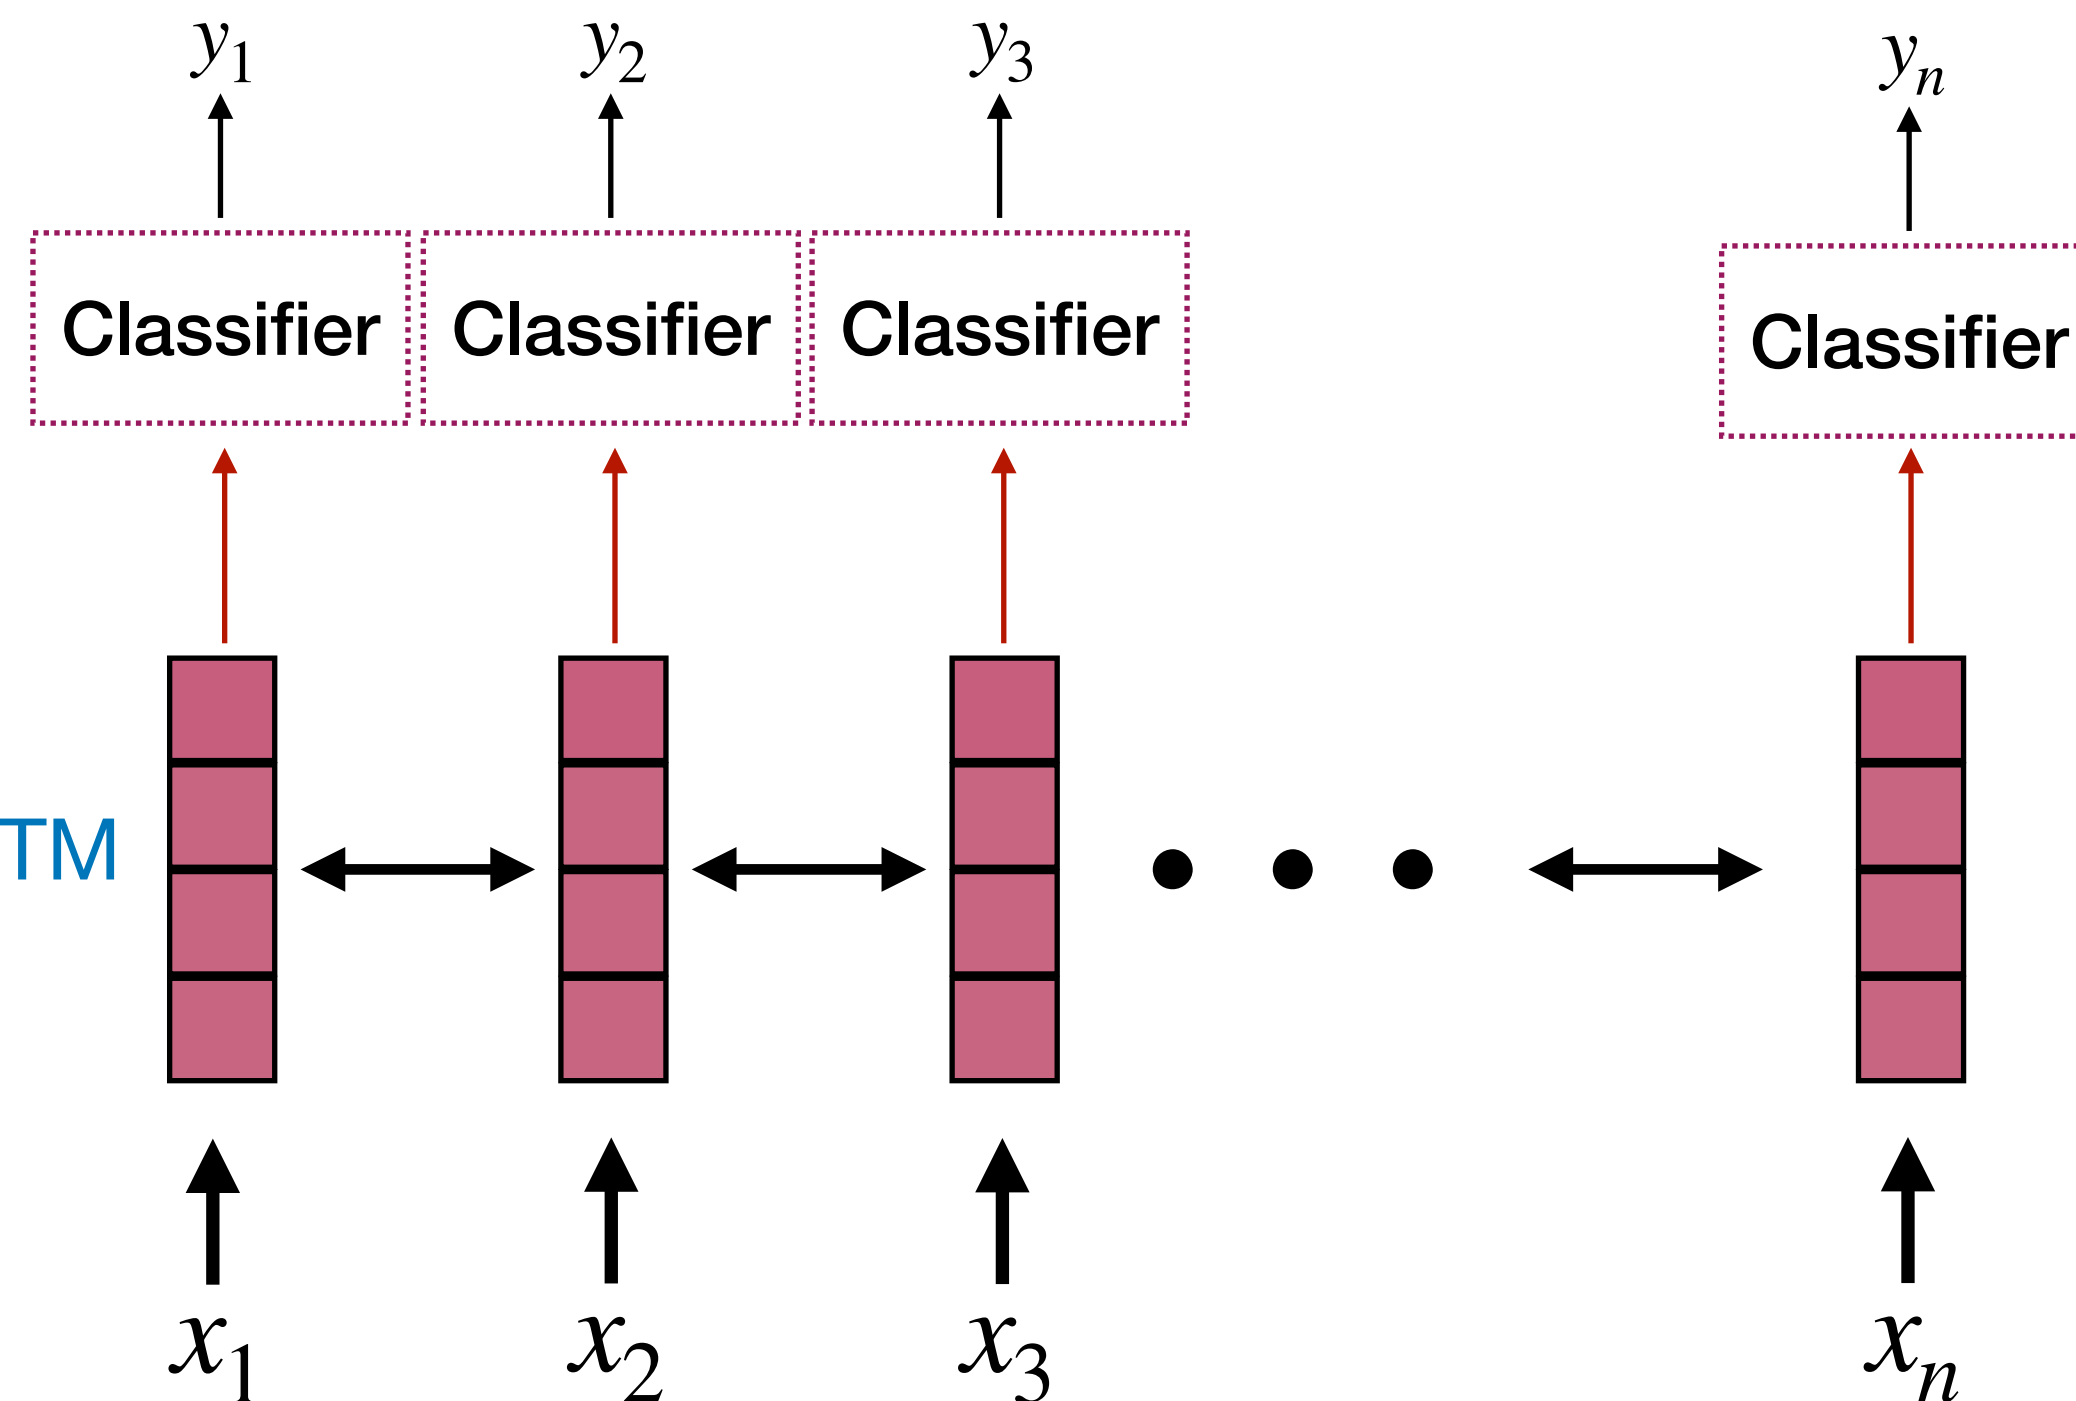 y₁ y₂ y₃ yₙ
Classifier Classifier Classifier Classifier
TM
x₁ x₂ x₃ xₙ